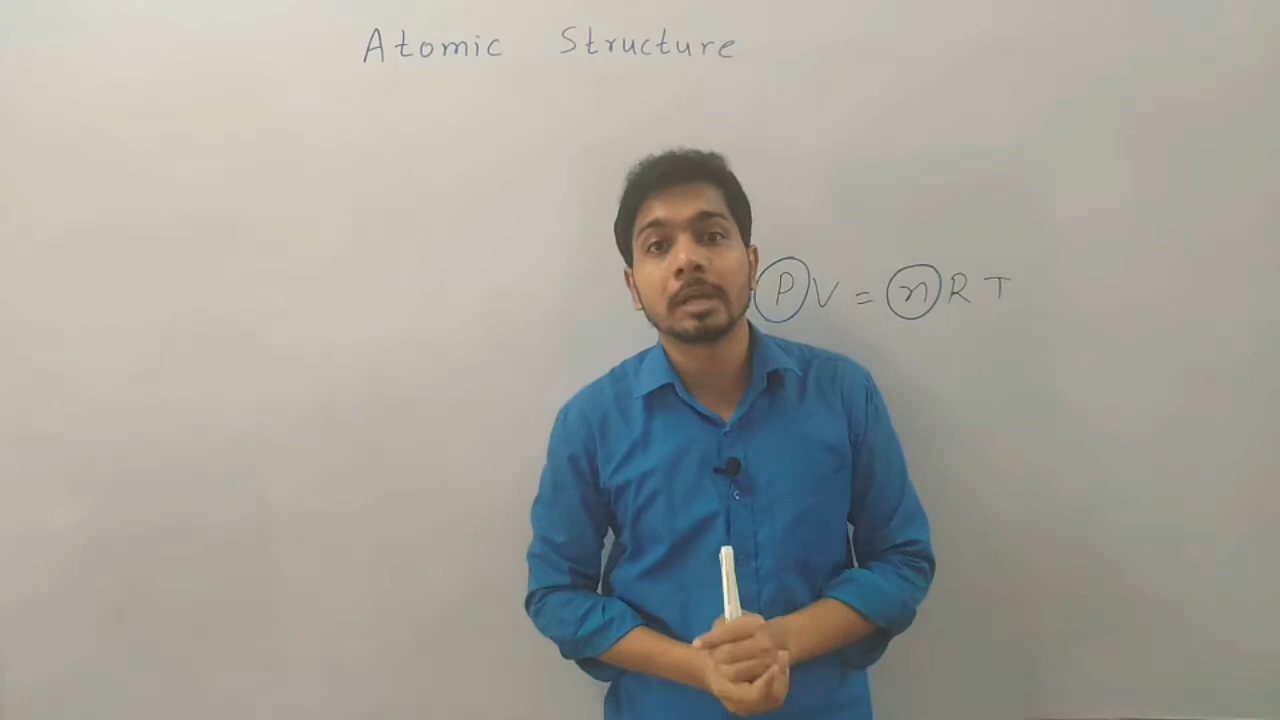 Atomic Structure
PV = nRT